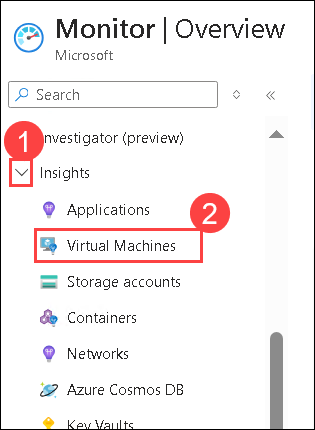 Monitor | Overview
Microsoft
Search
1
nvestigator (preview)
Insights
Applications
2
Virtual Machines
Storage accounts
Containers
Networks
Azure Cosmos DB
Key Vaults